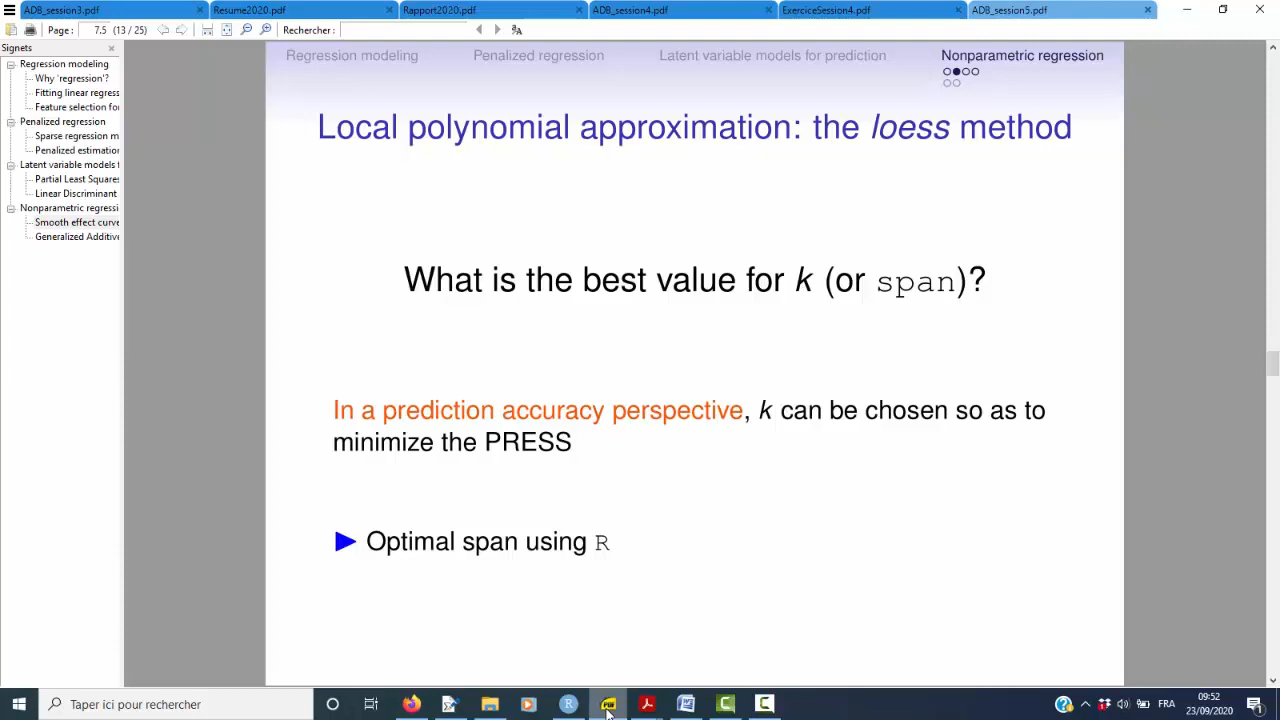 ADB_session3.pdf
Resume2020.pdf
Rapport2020.pdf
ADB_session4.pdf
ExerciceSession4.pdf
ADB_session5.pdf
Page : 7.5 (13 / 25) Rechercher :
Signets
Regression modeling
Why 'regression'?
Fitting linear regress
Feature selection fo
Penalized regression
Sparse regression m
Penalized estimation
Latent variable models f
Partial Least Squares
Linear Discriminant
Nonparametric regressi
Smooth effect curve
Generalized Additive
Regression modeling Penalized regression Latent variable models for prediction Nonparametric regression
Local polynomial approximation: the loess method
What is the best value for k (or span)?
In a prediction accuracy perspective, k can be chosen so as to
minimize the PRESS
Optimal span using R
Taper ici pour rechercher
FRA
09:52
23/09/2020